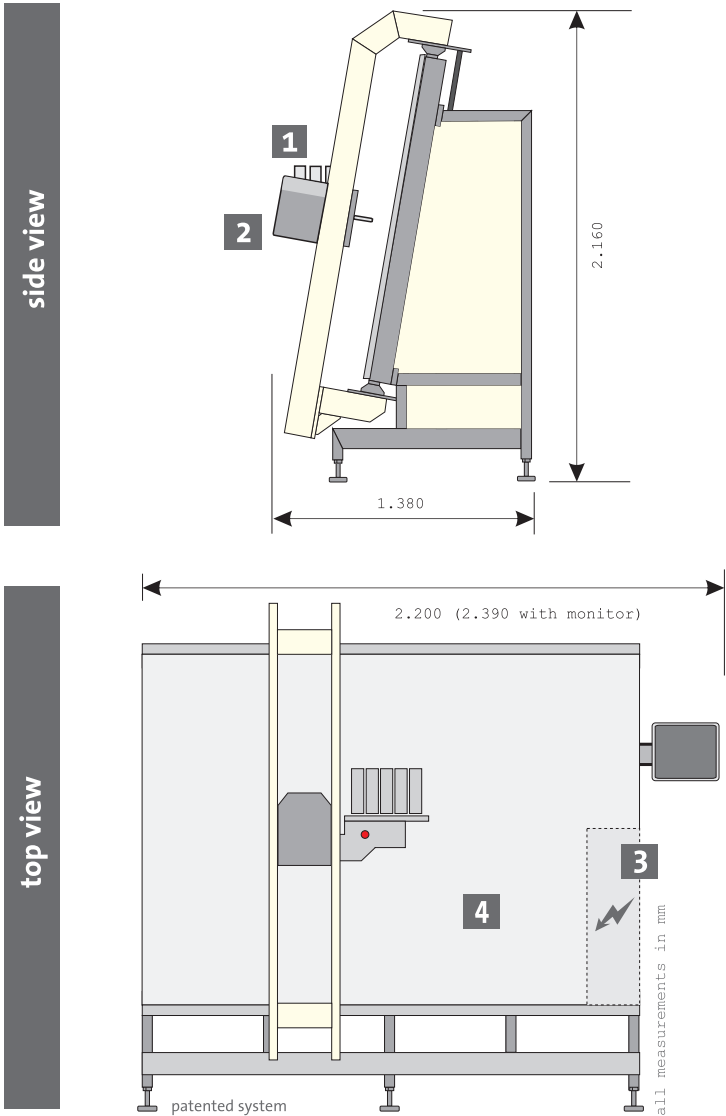 side view
1
2
2.160
1.380
top view
2.200 (2.390 with monitor)
3
4
all measurements in mm
patented system